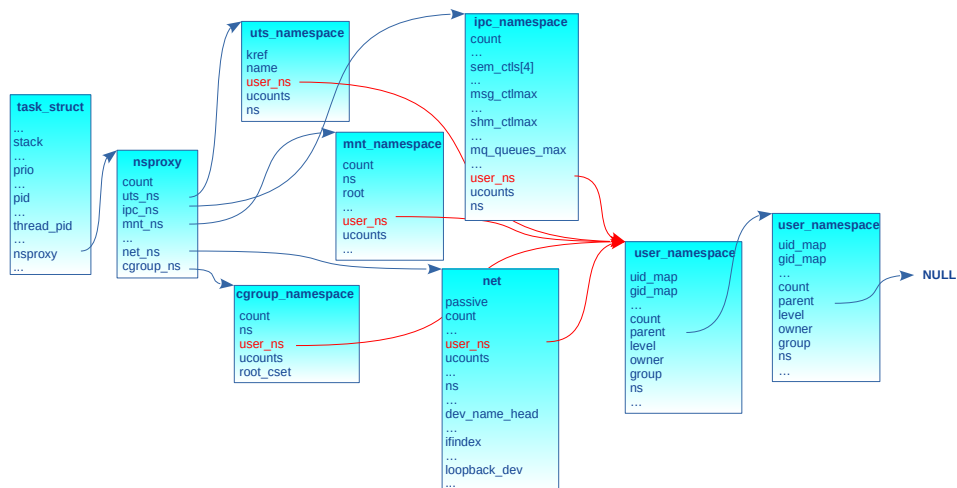 task_struct
...
stack
...
prio
...
pid
...
thread_pid
...
nsproxy
...
nsproxy
count
uts_ns
ipc_ns
mnt_ns
...
net_ns
cgroup_ns
uts_namespace
kref
name
user_ns
ucounts
ns
mnt_namespace
count
ns
root
...
user_ns
ucounts
...
cgroup_namespace
count
ns
user_ns
ucounts
root_cset
ipc_namespace
count
...
sem_ctls[4]
...
msg_ctlmax
...
shm_ctlmax
...
mq_queues_max
...
user_ns
ucounts
ns
net
passive
count
...
user_ns
ucounts
...
ns
...
dev_name_head
...
ifindex
...
loopback_dev
...
user_namespace
uid_map
gid_map
...
count
parent
level
owner
group
ns
...
user_namespace
uid_map
gid_map
...
count
parent
level
owner
group
ns
...
NULL